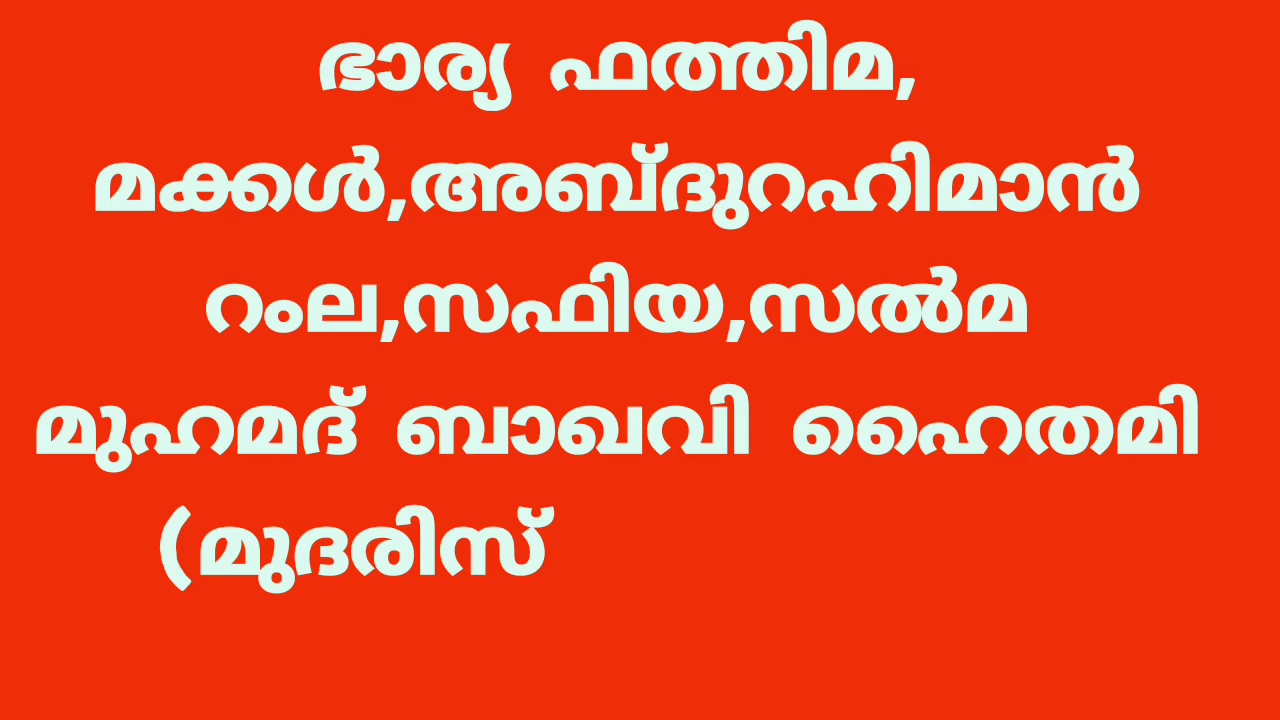 ഭാര്യ ഫത്തിമ,
മക്കൾ,അബ്ദുറഹിമാൻ
റംല,സഫിയ,സൽമ
മുഹമദ് ബാഖവി ഹൈതമി
(മുദരിസ്